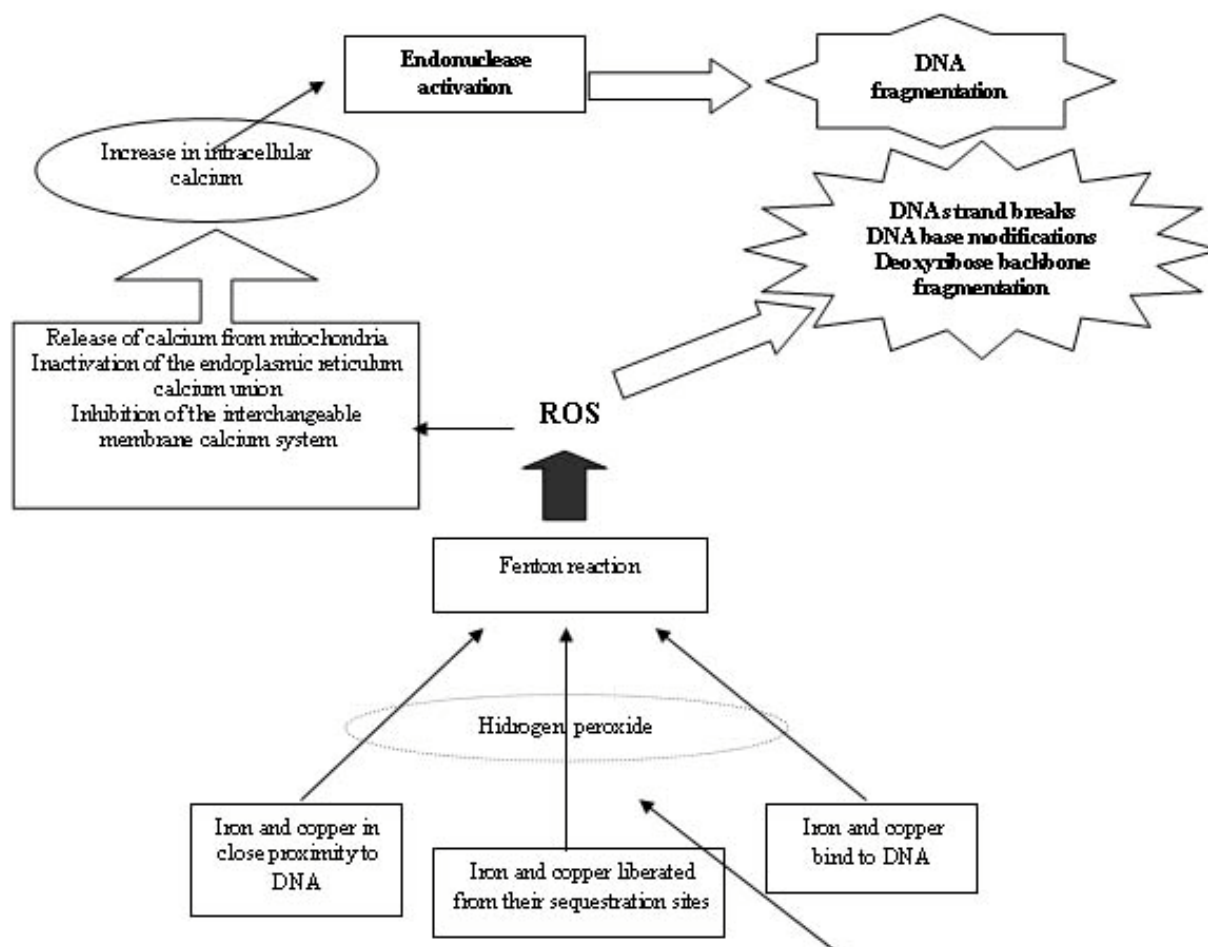 Endonuclease
activation
DNA
fragmentation
Increase in intracellular
calcium
DNA strand breaks
DNA base modifications
Deoxyribose backbone
fragmentation
Release of calcium from mitochondria
Inactivation of the endoplasmic reticulum
calcium union
Inhibition of the interchangeable
membrane calcium system
ROS
Fenton reaction
Hidrogen peroxide
Iron and copper in
close proximity to
DNA
Iron and copper liberated
from their sequestration sites
Iron and copper
bind to DNA